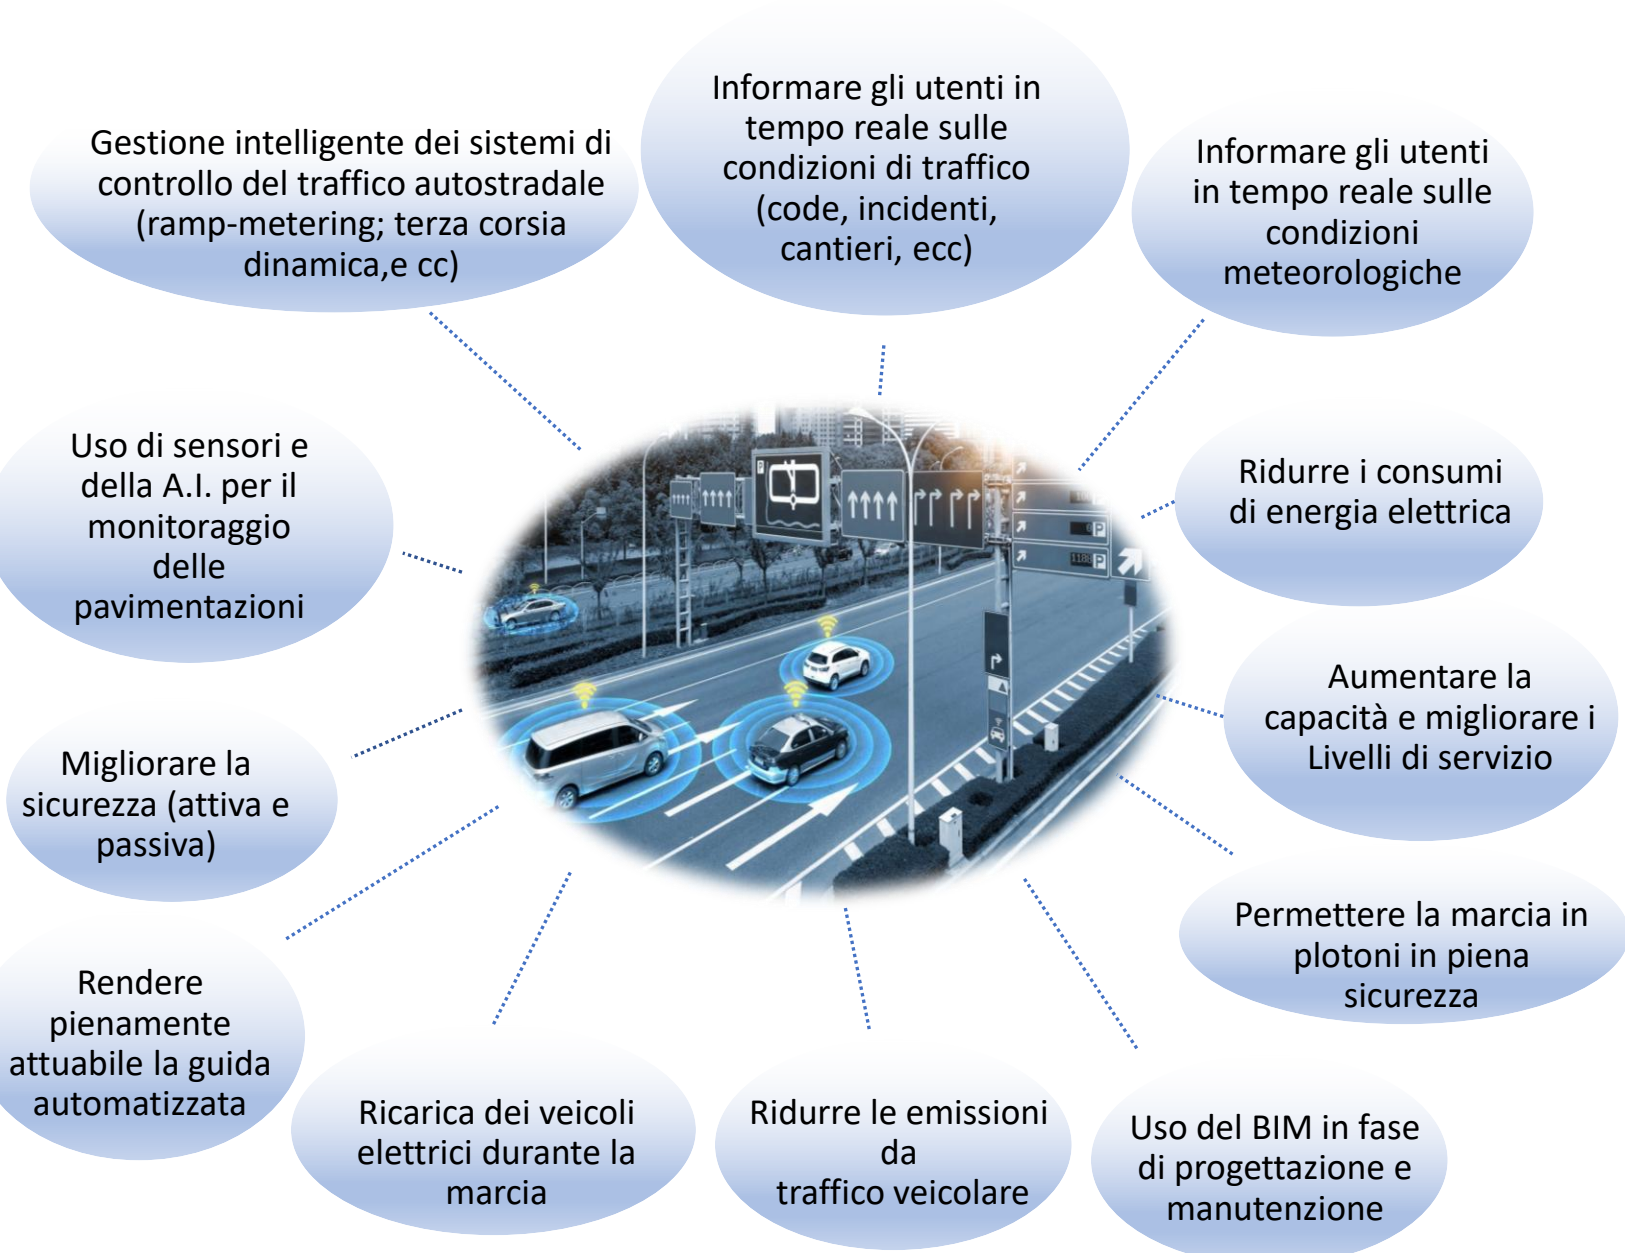 Gestione intelligente dei sistemi di
controllo del traffico autostradale
(ramp-metering; terza corsia
dinamica,e cc)
Informare gli utenti in
tempo reale sulle
condizioni di traffico
(code, incidenti,
cantieri, ecc)
Informare gli utenti
in tempo reale sulle
condizioni
meteorologiche
Uso di sensori e
della A.I. per il
monitoraggio
delle
pavimentazioni
Ridurre i consumi
di energia elettrica
P
P
P
Migliorare la
sicurezza (attiva e
passiva)
Aumentare la
capacità e migliorare i
Livelli di servizio
Permettere la marcia in
plotoni in piena
sicurezza
Rendere
pienamente
attuabile la guida
automatizzata
Ricarica dei veicoli
elettrici durante la
marcia
Ridurre le emissioni
da
traffico veicolare
Uso del BIM in fase
di progettazione e
manutenzione